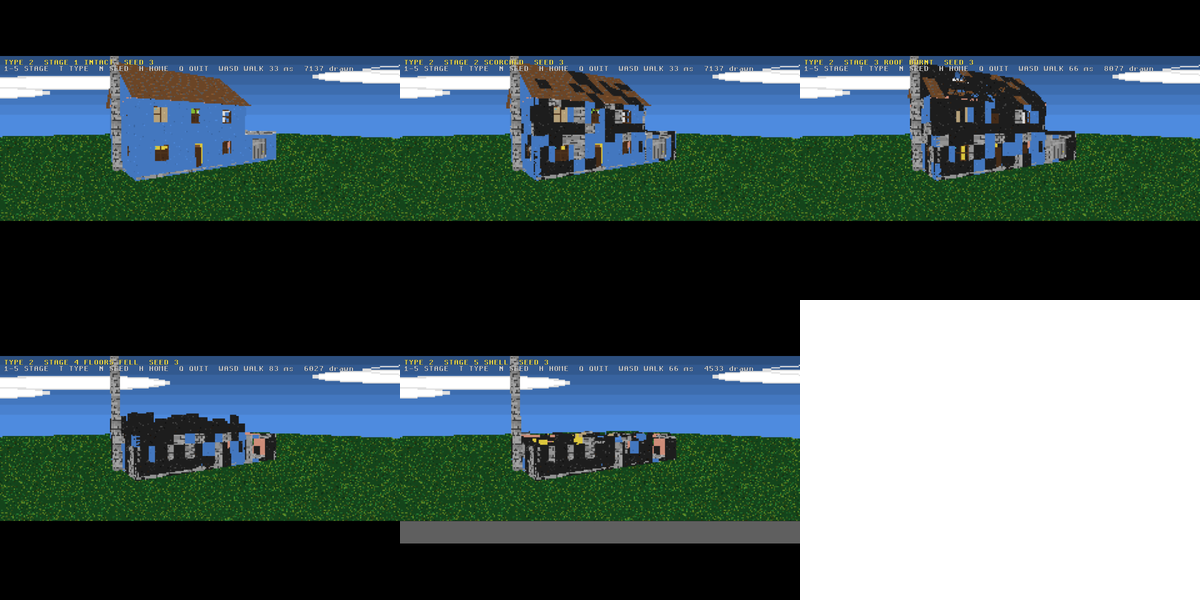 TYPE 2 STAGE 1 INTACT SEED 3
1-5 STAGE T TYPE N SEED H HOME Q QUIT WASD WALK 33 ms 7137 drawn
TYPE 2 STAGE 2 SCORCHED SEED 3
1-5 STAGE T TYPE N SEED H HOME Q QUIT WASD WALK 33 ms 7137 drawn
TYPE 2 STAGE 3 ROOF BURNT SEED 3
1-5 STAGE T TYPE N SEED H HOME Q QUIT WASD WALK 66 ms 8077 drawn
TYPE 2 STAGE 4 FLOORS FELL SEED 3
1-5 STAGE T TYPE N SEED H HOME Q QUIT WASD WALK 83 ms 6027 drawn
TYPE 2 STAGE 5 SHELL SEED 3
1-5 STAGE T TYPE N SEED H HOME Q QUIT WASD WALK 66 ms 4533 drawn